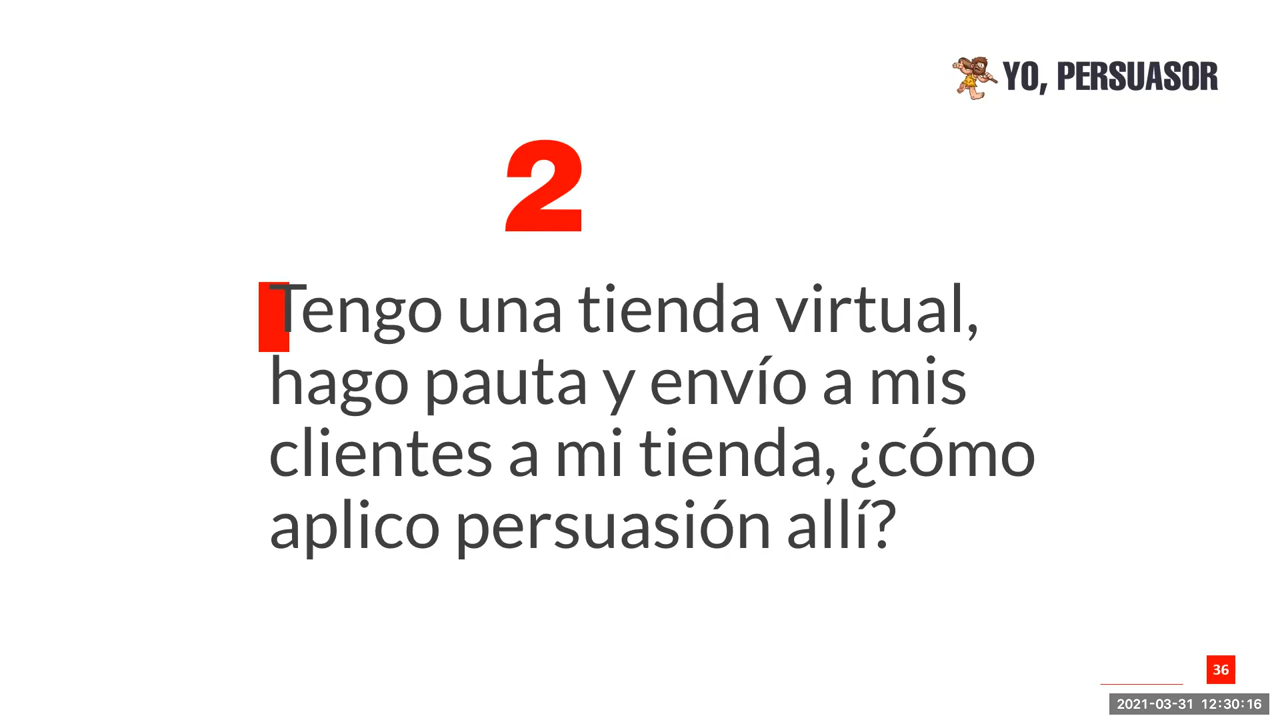 YO, PERSUASOR
2
Tengo una tienda virtual,
hago pauta y envío a mis
clientes a mi tienda, ¿cómo
aplico persuasión allí?
36
2021-03-31 12:30:16